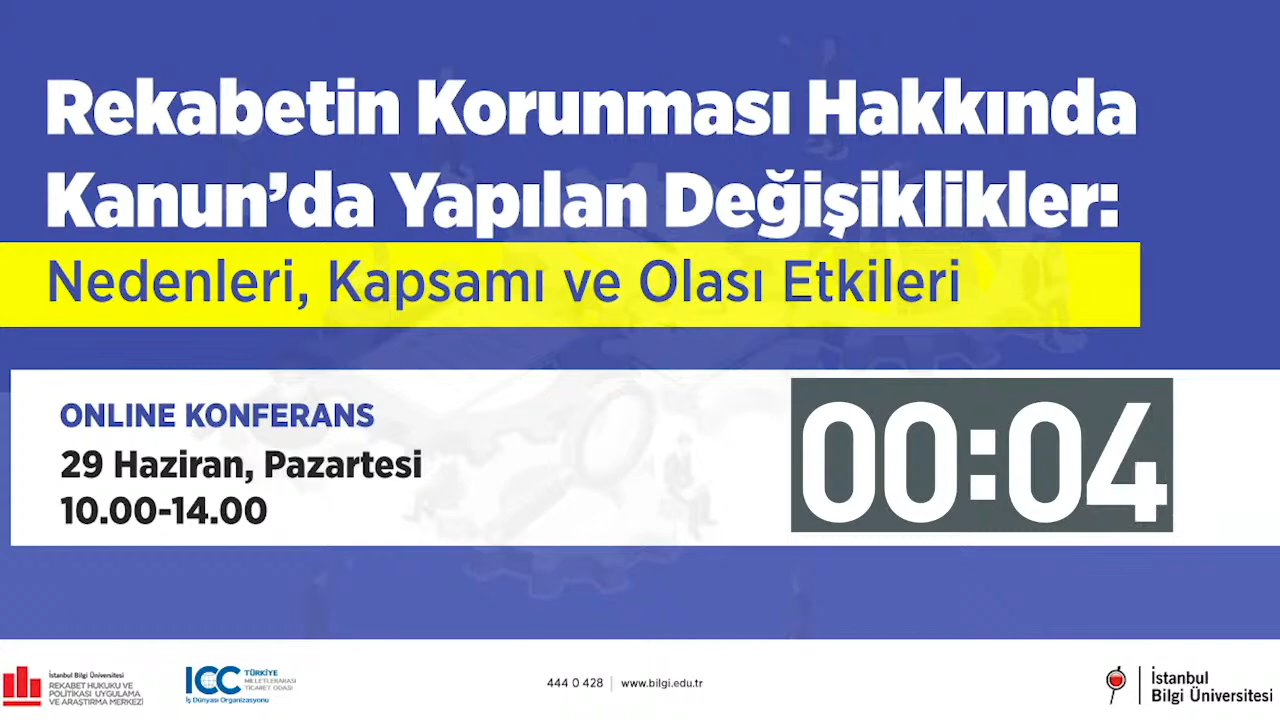 Rekabetin Korunması Hakkında
Kanun’da Yapılan Değişiklikler:
Nedenleri, Kapsamı ve Olası Etkileri
ONLINE KONFERANS
29 Haziran, Pazartesi
10.00-14.00
00:04
İstanbul Bilgi Üniversitesi
REKABET HUKUKU VE
POLİTİKASI UYGULAMA
VE ARAŞTIRMA MERKEZİ
ICC TÜRKİYE
MİLLETLERARASI
TİCARET ODASI
İş Dünyası Organizasyonu
444 0 428 | www.bilgi.edu.tr
İstanbul
Bilgi Üniversitesi